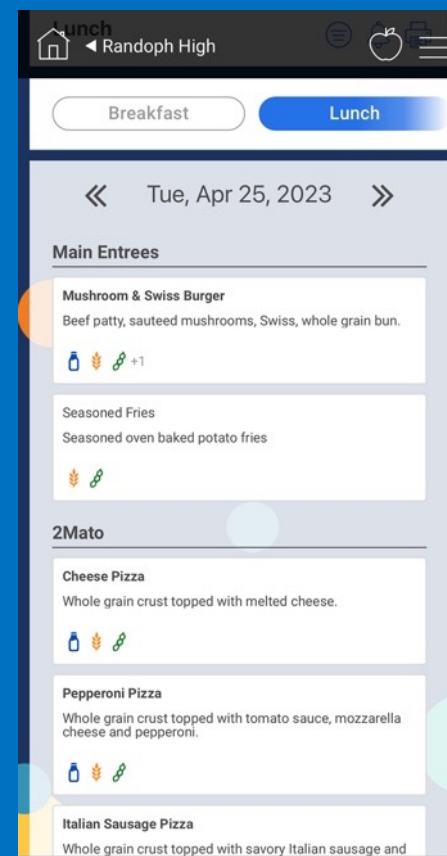 Lunch
◄ Randoph High
Breakfast
Lunch
Tue, Apr 25, 2023
Main Entrees
Mushroom & Swiss Burger
Beef patty, sauteed mushrooms, Swiss, whole grain bun.
+1
Seasoned Fries
Seasoned oven baked potato fries
2Mato
Cheese Pizza
Whole grain crust topped with melted cheese.
Pepperoni Pizza
Whole grain crust topped with tomato sauce, mozzarella
cheese and pepperoni.
Italian Sausage Pizza
Whole grain crust topped with savory Italian sausage and